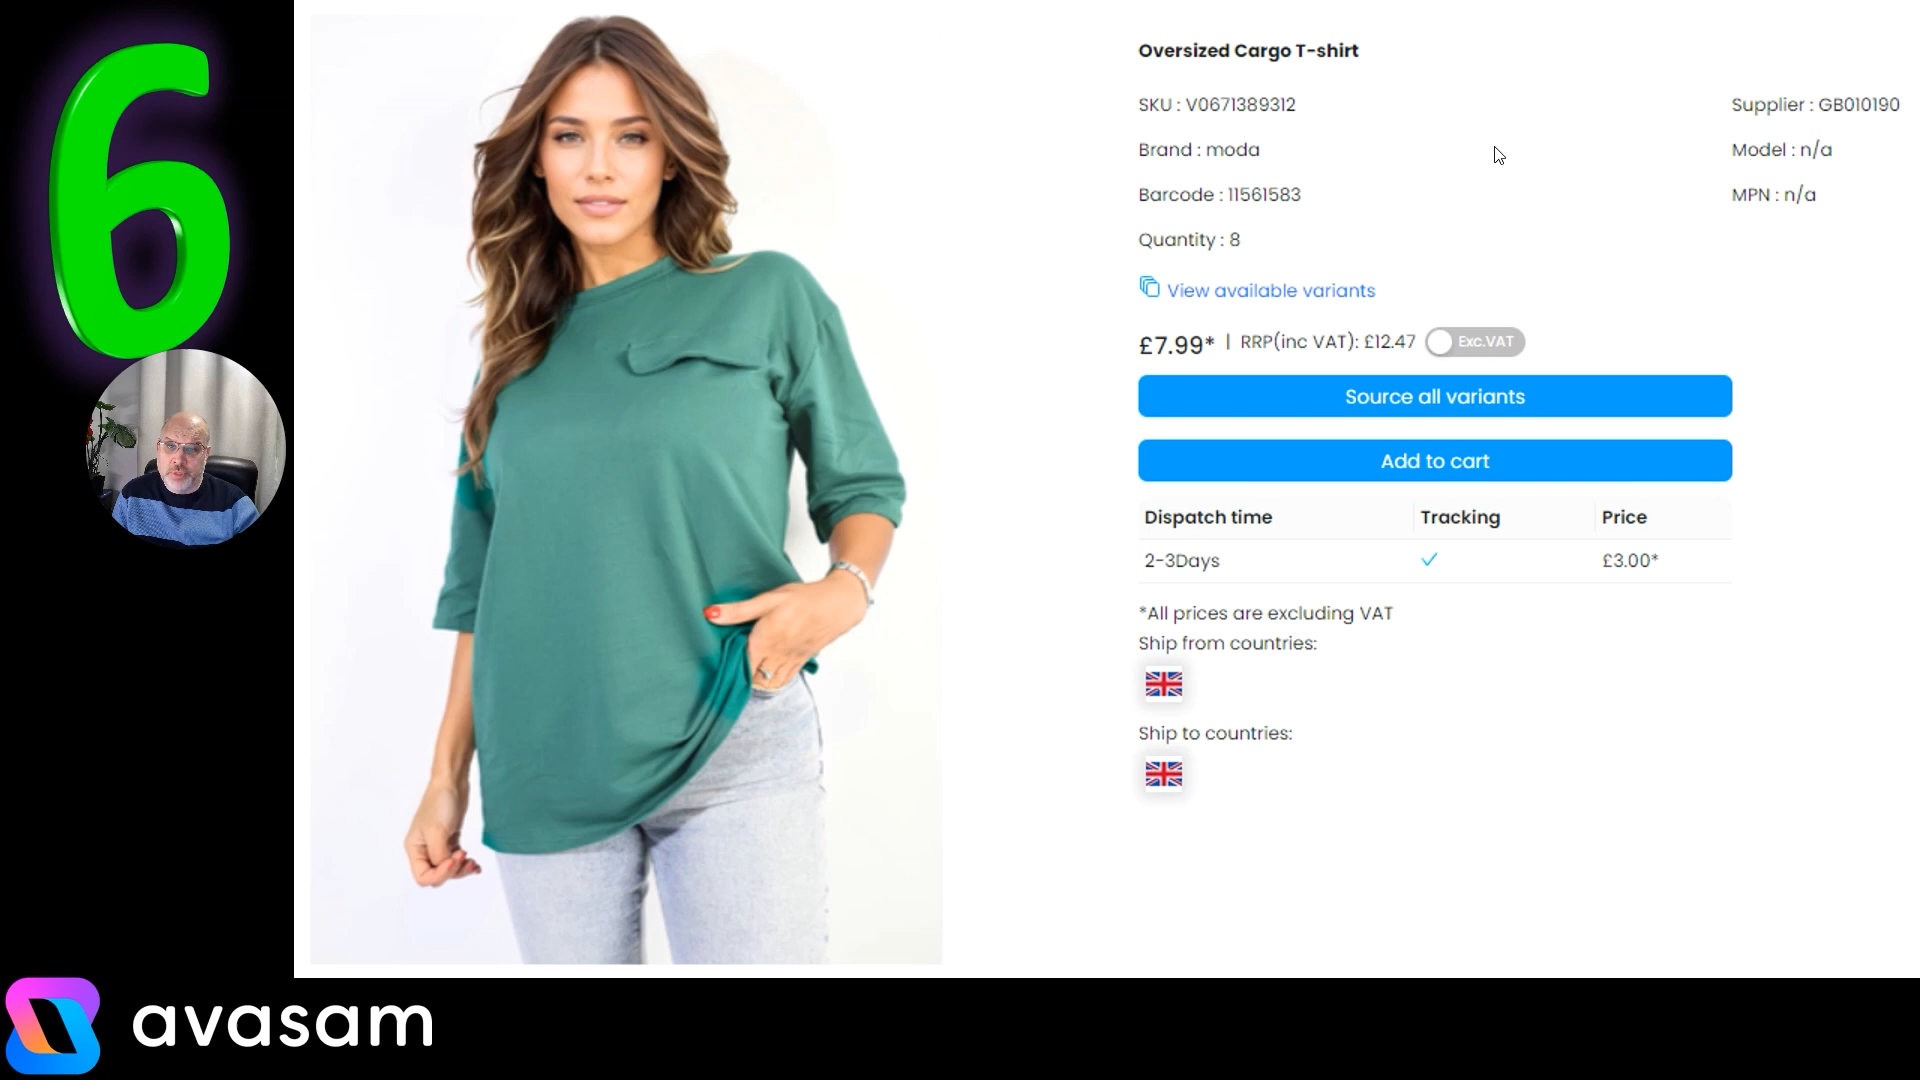 6
Oversized Cargo T-shirt
SKU : V0671389312
Supplier : GB010190
Brand : moda
Model : n/a
Barcode : 11561583
MPN : n/a
Quantity : 8
View available variants
£7.99* | RRP(inc VAT): £12.47 Exc.VAT
Source all variants
Add to cart
Dispatch time Tracking Price
2-3Days £3.00*
*All prices are excluding VAT
Ship from countries:
Ship to countries:
avasam